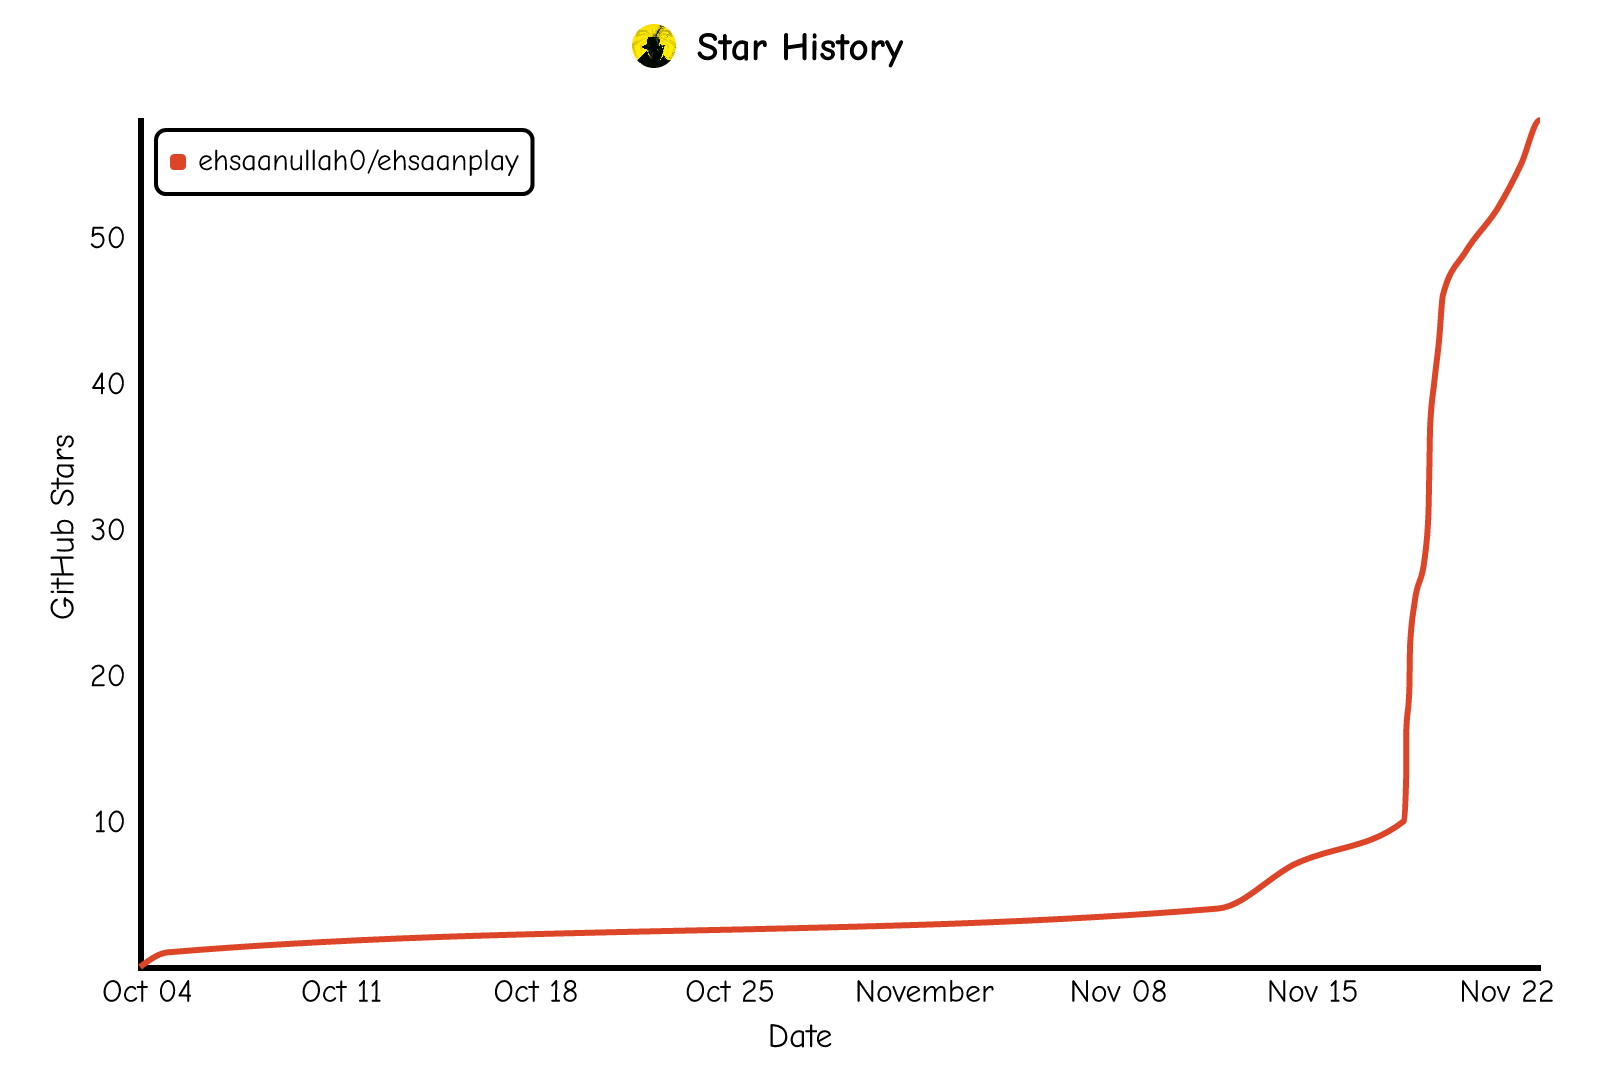 Star History
ehsaanullah0/ehsaanplay
50
40
30
20
10
GitHub Stars
Oct 04 Oct 11 Oct 18 Oct 25 November Nov 08 Nov 15 Nov 22
Date